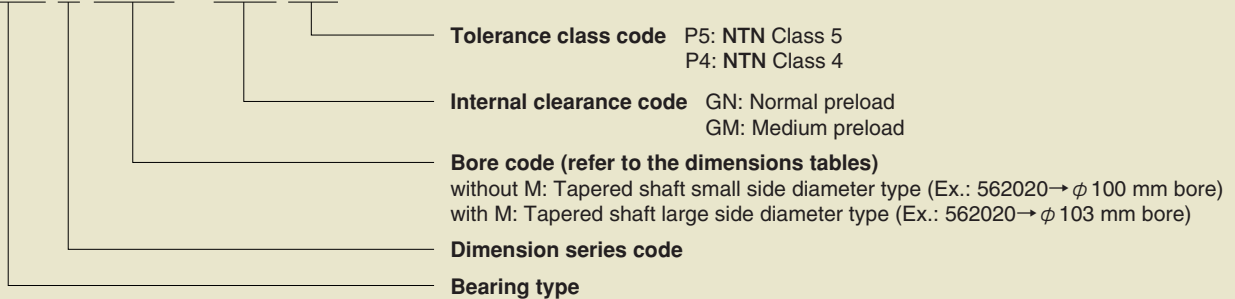 Tolerance class code P5: NTN Class 5
P4: NTN Class 4
Internal clearance code GN: Normal preload
GM: Medium preload
Bore code (refer to the dimensions tables)
without M: Tapered shaft small side diameter type (Ex.: 562020→ φ 100 mm bore)
with M: Tapered shaft large side diameter type (Ex.: 562020→ φ 103 mm bore)
Dimension series code
Bearing type